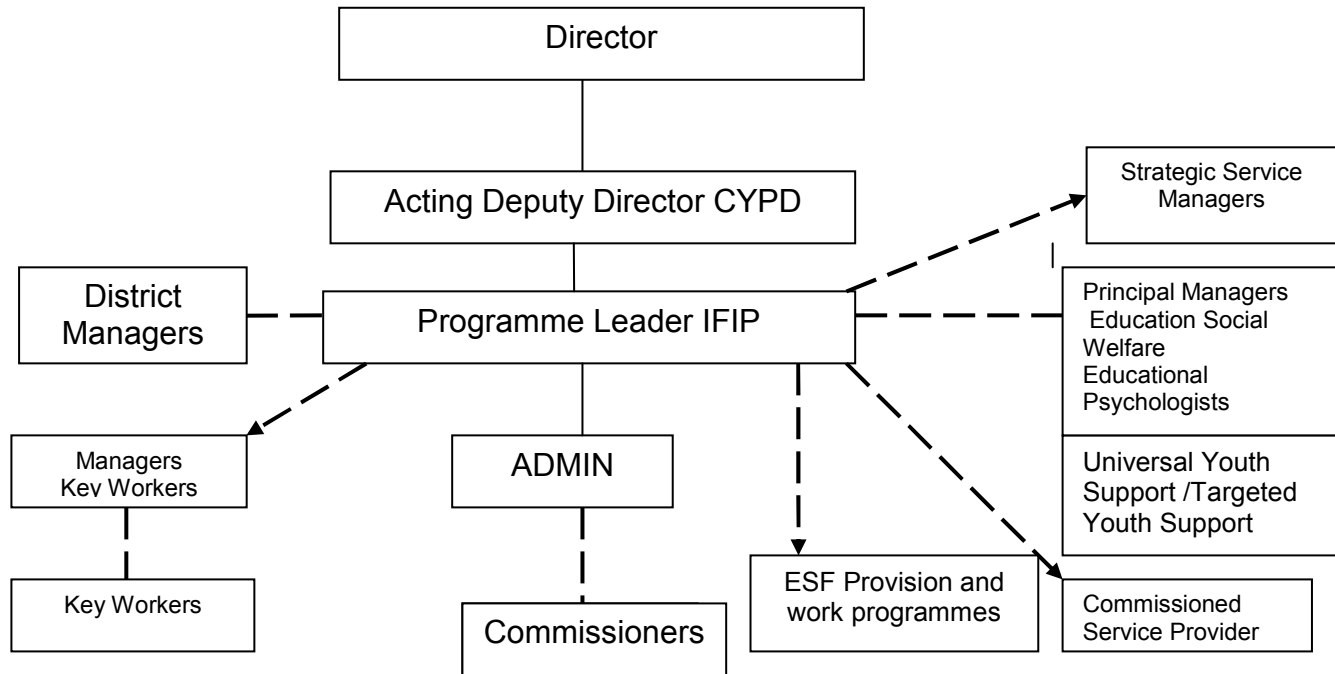 Director
Acting Deputy Director CYPD
Strategic Service
Managers
District
Managers
Programme Leader IFIP
Principal Managers
Education Social
Welfare
Educational
Psychologists
Managers
Key Workers
ADMIN
Universal Youth
Support /Targeted
Youth Support
Key Workers
Commissioners
ESF Provision and
work programmes
Commissioned
Service Provider